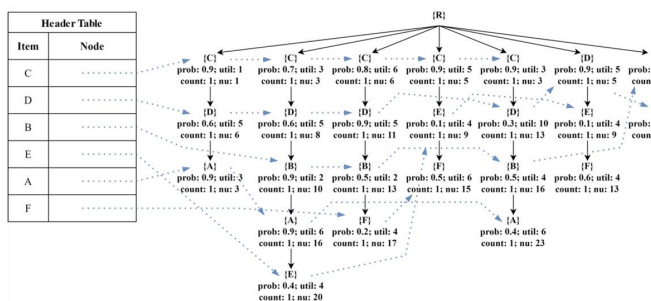 {R}
Header Table
Item Node
C
D
B
E
A
F
{C} {C} {C} {C} {C} {D}
prob: 0.9; util: 1 prob: 0.7; util: 3 prob: 0.8; util: 6 prob: 0.9; util: 5 prob: 0.9; util: 3 prob: 0.9; util: 5 prob:
count: 1; nu: 1 count: 1; nu: 3 count: 1; nu: 6 count: 1; nu: 5 count: 1; nu: 3 count: 1; nu: 5
{D} {D} {D} {E} {D} {E}
prob: 0.6; util: 5 prob: 0.6; util: 5 prob: 0.9; util: 5 prob: 0.1; util: 4 prob: 0.3; util: 10 prob: 0.1; util: 4 prob:
count: 1; nu: 6 count: 1; nu: 8 count: 1; nu: 11 count: 1; nu: 9 count: 1; nu: 13 count: 1; nu: 9
{A} {B} {B} {F} {B} {F}
prob: 0.9; util: 3 prob: 0.9; util: 2 prob: 0.5; util: 2 prob: 0.5; util: 6 prob: 0.5; util: 4 prob: 0.6; util: 4
count: 1; nu: 3 count: 1; nu: 10 count: 1; nu: 13 count: 1; nu: 15 count: 1; nu: 16 count: 1; nu: 13
{A} {F} {A}
prob: 0.9; util: 6 prob: 0.2; util: 4 prob: 0.4; util: 6
count: 1; nu: 16 count: 1; nu: 17 count: 1; nu: 23
{E}
prob: 0.4; util: 4
count: 1; nu: 20